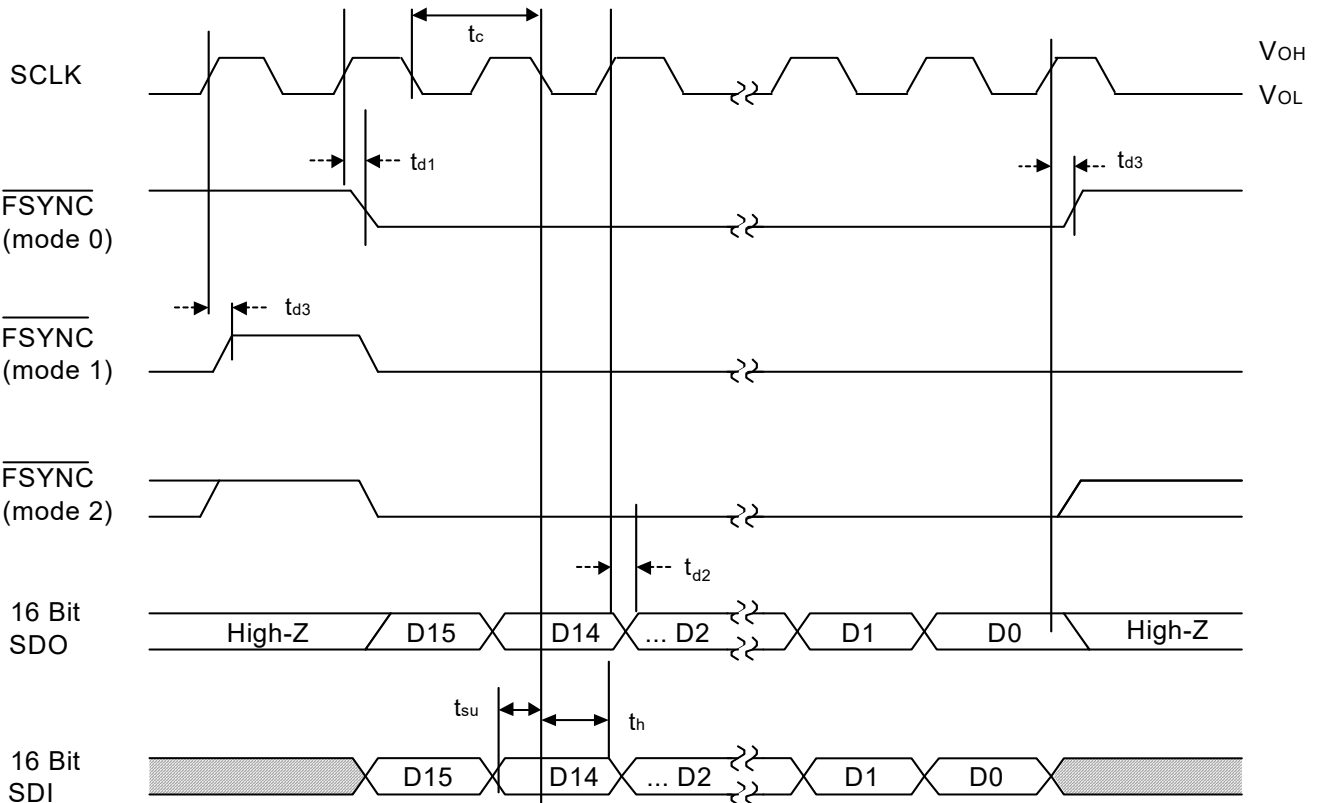 tc
SCLK
VOH
VOL
td1
td3
FSYNC
(mode 0)
td3
FSYNC
(mode 1)
FSYNC
(mode 2)
td2
16 Bit
SDO
High-Z
D15
D14
... D2
D1
D0
High-Z
tsu
th
16 Bit
SDI
D15
D14
... D2
D1
D0